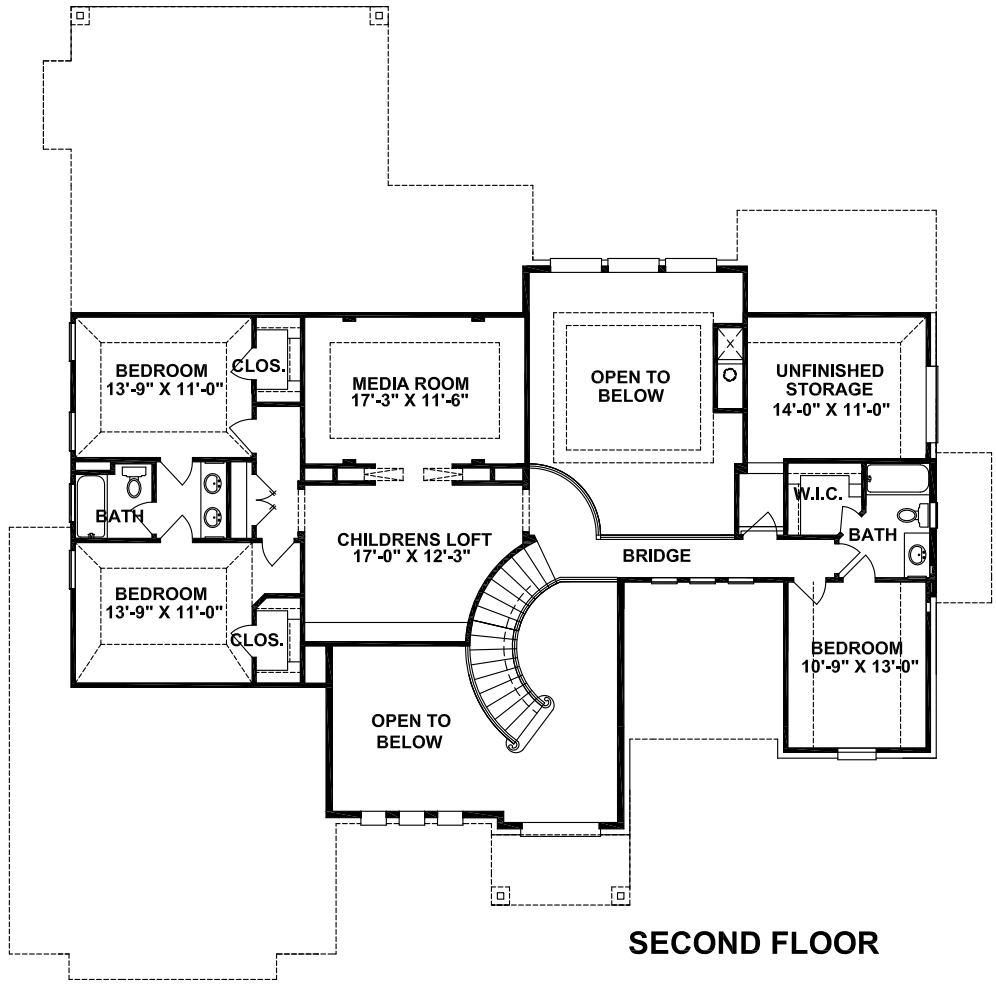 BEDROOM
13'-9" X 11'-0"
CLOS.
MEDIA ROOM
17'-3" X 11'-6"
OPEN TO
BELOW
UNFINISHED
STORAGE
14'-0" X 11'-0"
BATH
CHILDRENS LOFT
17'-0" X 12'-3"
BRIDGE
W.I.C.
BATH
BEDROOM
13'-9" X 11'-0"
CLOS.
BEDROOM
10'-9" X 13'-0"
OPEN TO
BELOW
SECOND FLOOR